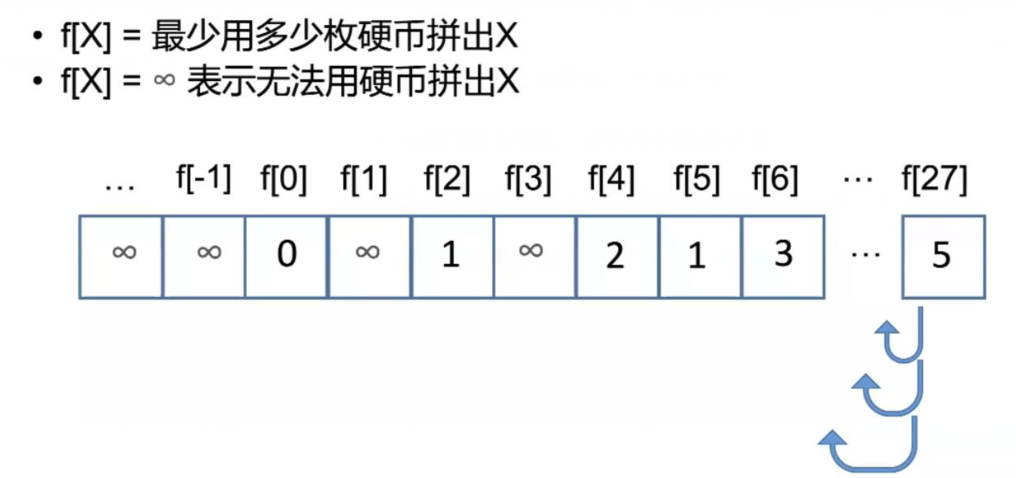 • f[X] = 最少用多少枚硬币拼出X
• f[X] = ∞ 表示无法用硬币拼出X
… f[-1] f[0] f[1] f[2] f[3] f[4] f[5] f[6] … f[27]
∞ ∞ 0 ∞ 1 ∞ 2 1 3 … 5